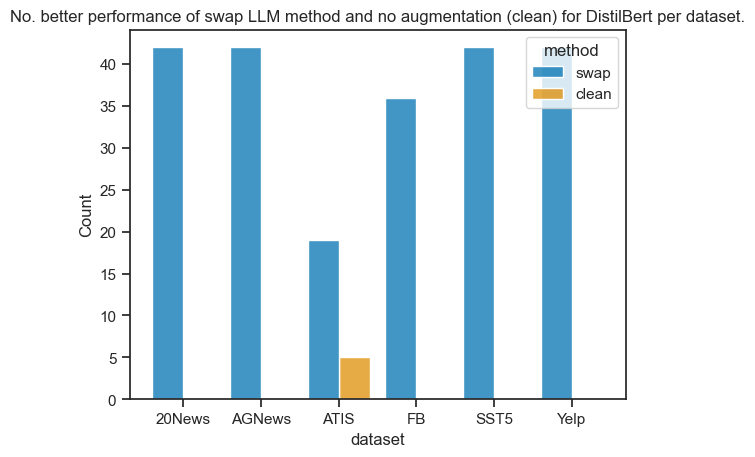 No. better performance of swap LLM method and no augmentation (clean) for DistilBert per dataset.
method
swap
clean
40
35
30
25
20
15
10
5
0
Count
20News AGNews ATIS FB SST5 Yelp
dataset